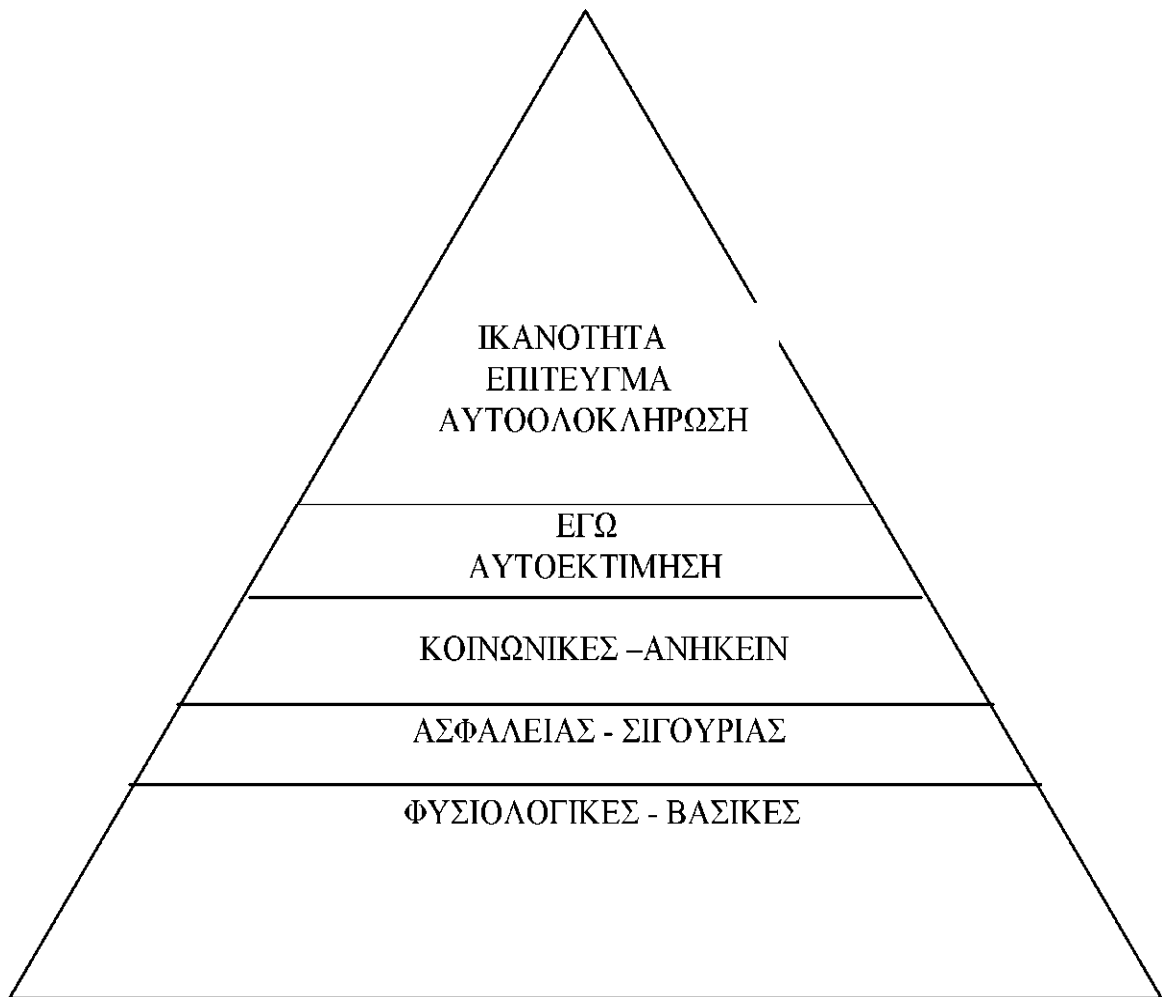 ΙΚΑΝΟΤΗΤΑ
ΕΠΙΤΕΥΓΜΑ
ΑΥΤΟΟΛΟΚΛΗΡΩΣΗ
ΕΓΩ
ΑΥΤΟΕΚΤΙΜΗΣΗ
ΚΟΙΝΩΝΙΚΕΣ –ΑΝΗΚΕΙΝ
ΑΣΦΑΛΕΙΑΣ - ΣΙΓΟΥΡΙΑΣ
ΦΥΣΙΟΛΟΓΙΚΕΣ - ΒΑΣΙΚΕΣ